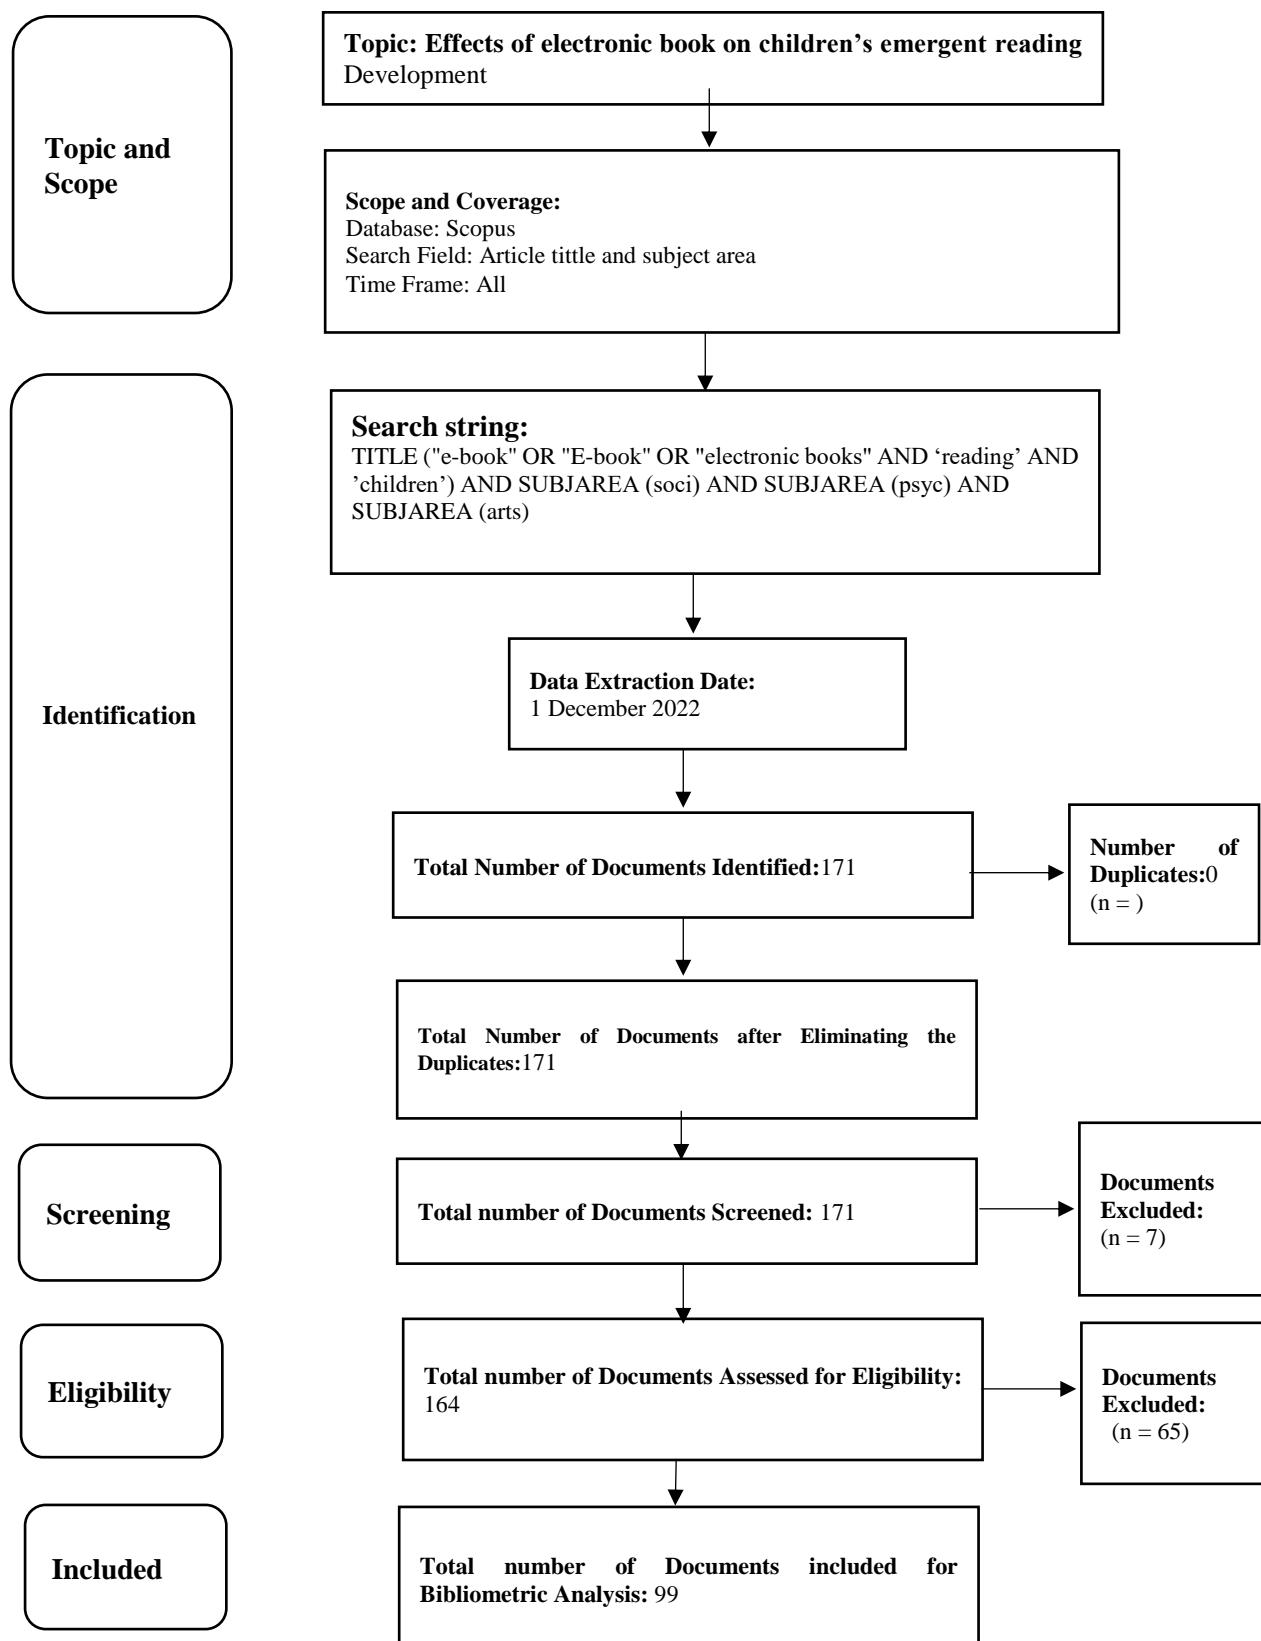 Topic: Effects of electronic book on children’s emergent reading
Development
Topic and
Scope
Scope and Coverage:
Database: Scopus
Search Field: Article tittle and subject area
Time Frame: All
Search string:
TITLE ("e-book" OR "E-book" OR "electronic books" AND ‘reading’ AND
’children’) AND SUBJAREA (soci) AND SUBJAREA (psyc) AND
SUBJAREA (arts)
Identification
Data Extraction Date:
1 December 2022
Total Number of Documents Identified:171
Number of
Duplicates:0
(n = )
Total Number of Documents after Eliminating the
Duplicates:171
Screening
Total number of Documents Screened: 171
Documents
Excluded:
(n = 7)
Eligibility
Total number of Documents Assessed for Eligibility:
164
Documents
Excluded:
(n = 65)
Included
Total number of Documents included for
Bibliometric Analysis: 99